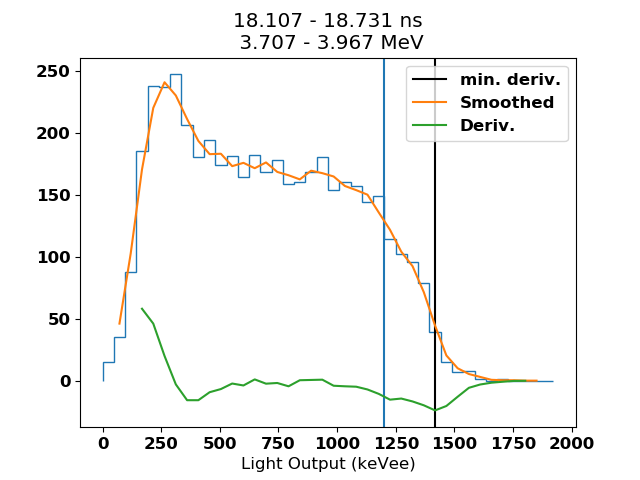 18.107 - 18.731 ns
3.707 - 3.967 MeV
min. deriv.
Smoothed
Deriv.
250
200
150
100
50
0
0 250 500 750 1000 1250 1500 1750 2000
Light Output (keVee)